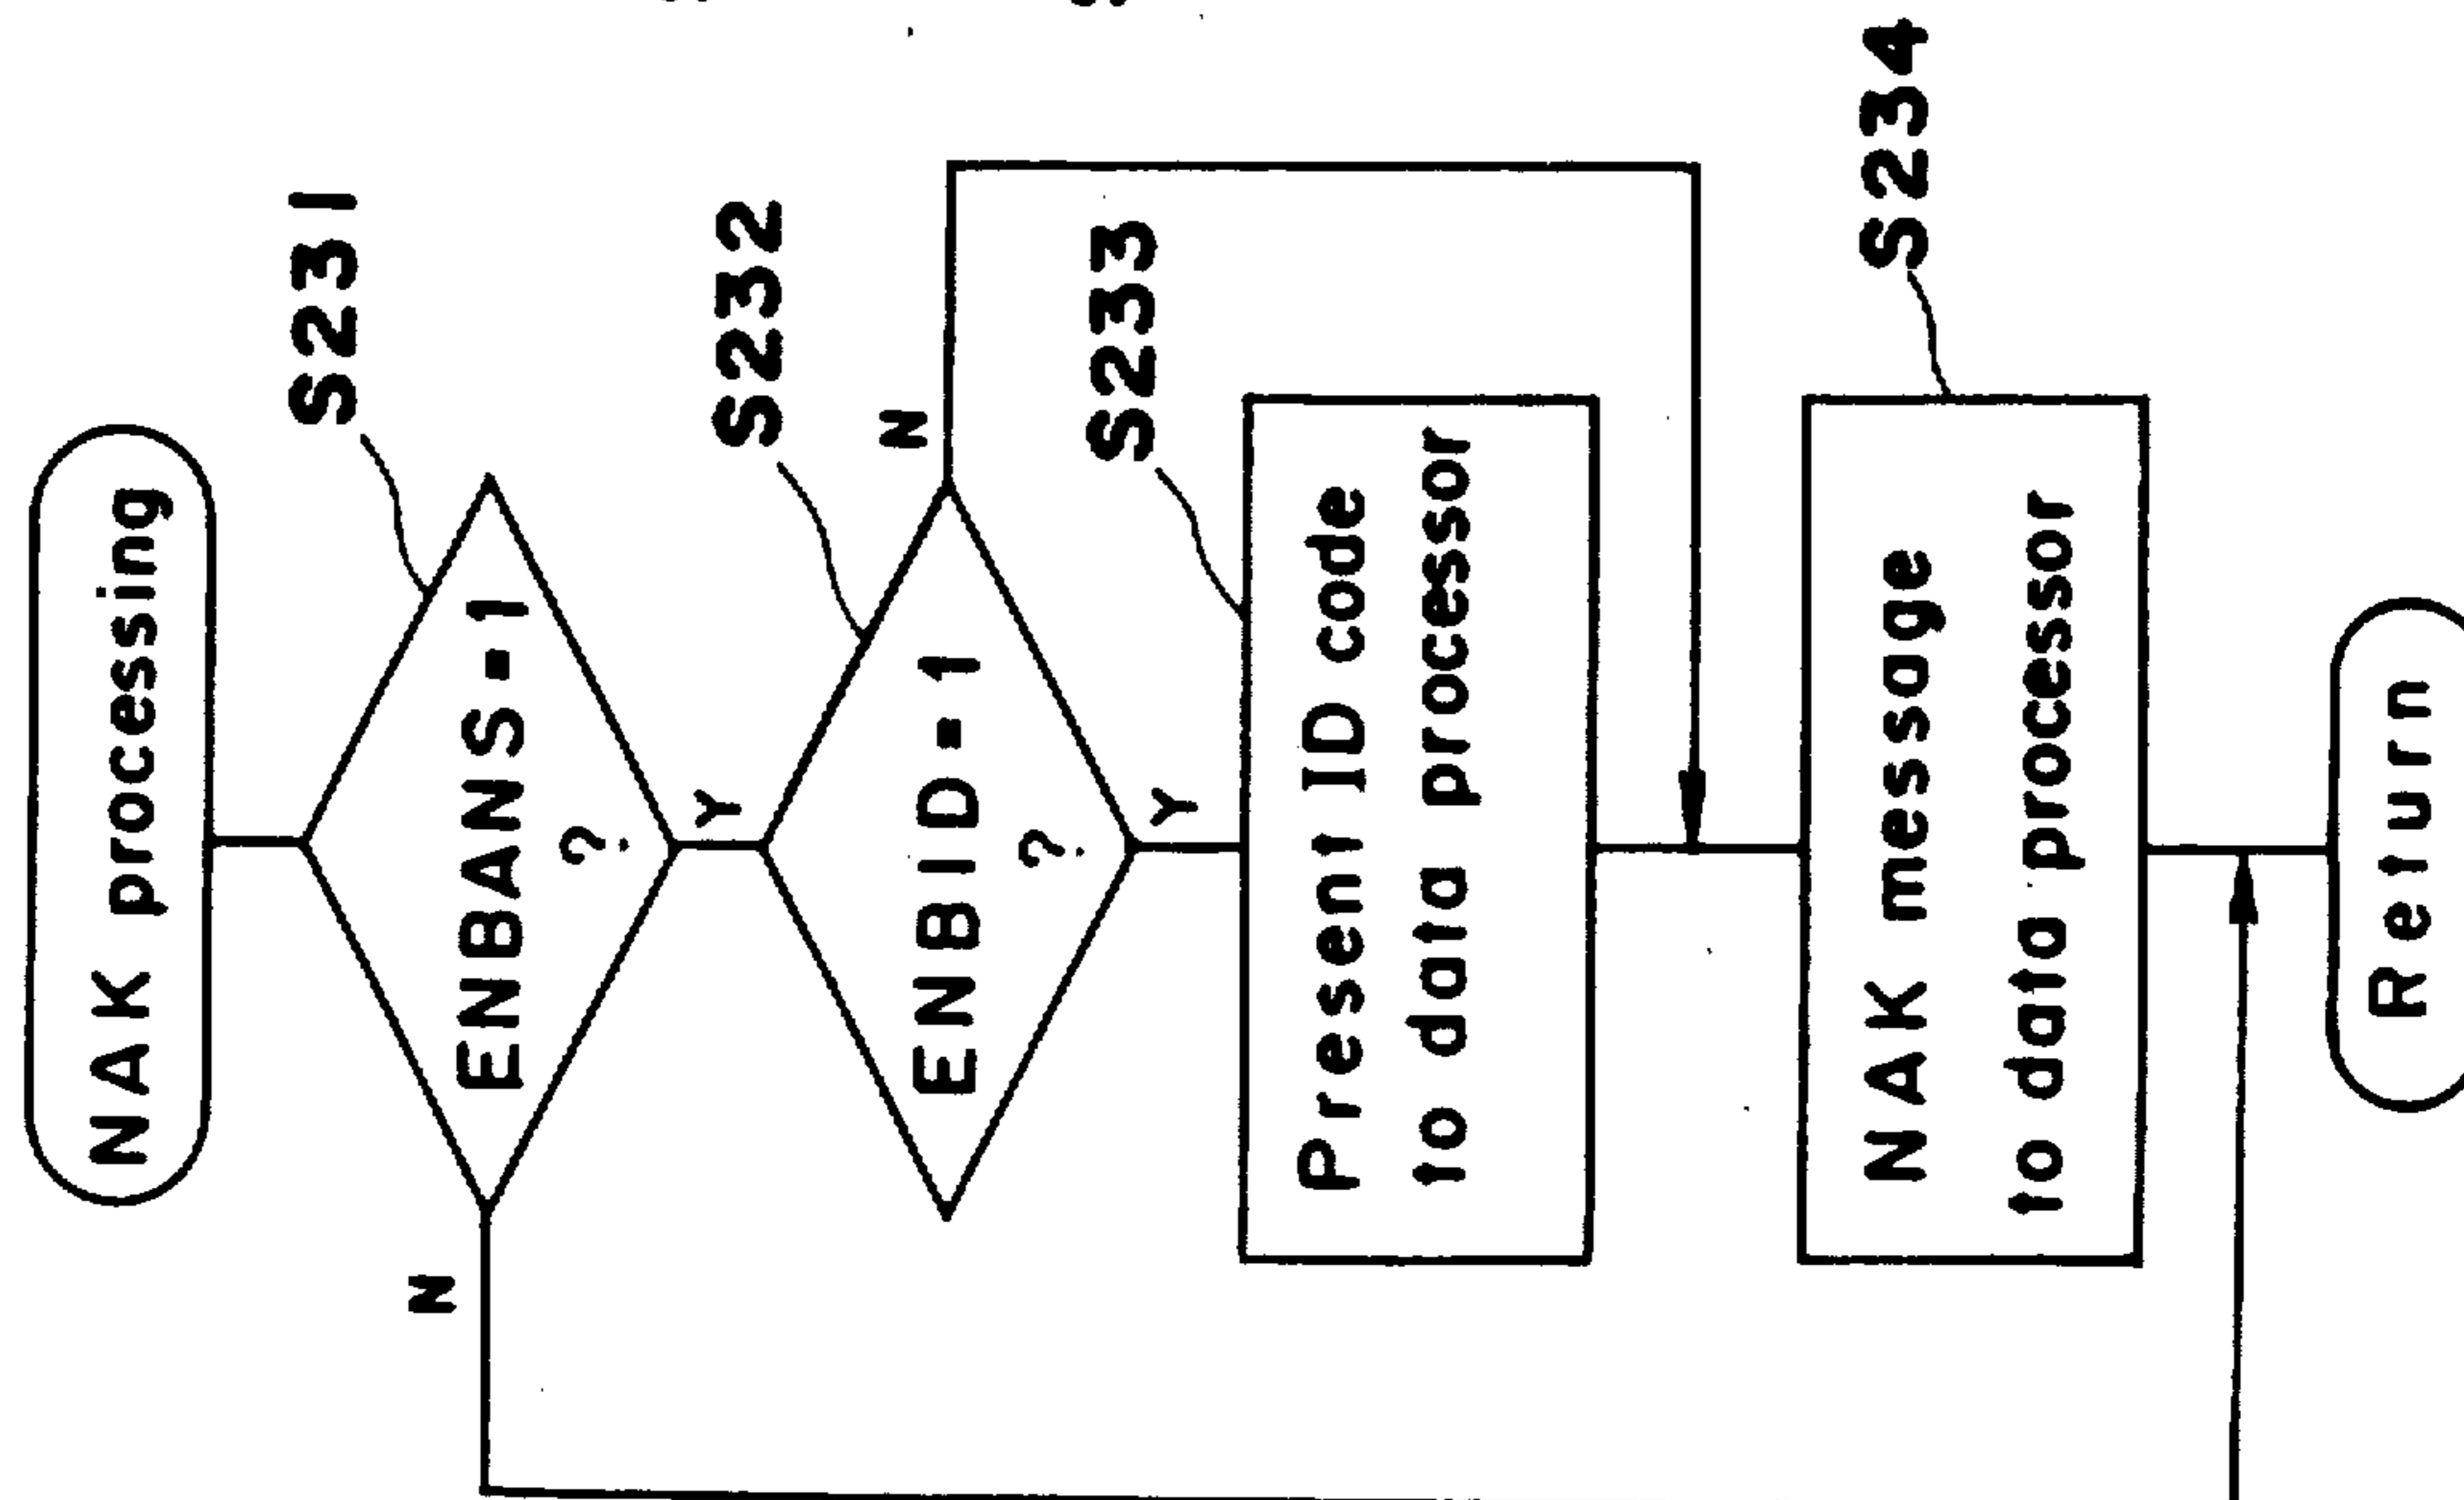 NAK processing
S231
ENBANS=1
?
N
Y
S232
ENBID=1
?
N
Y
S233
Present ID code
to data processor
S234
NAK message
to data processor
Return